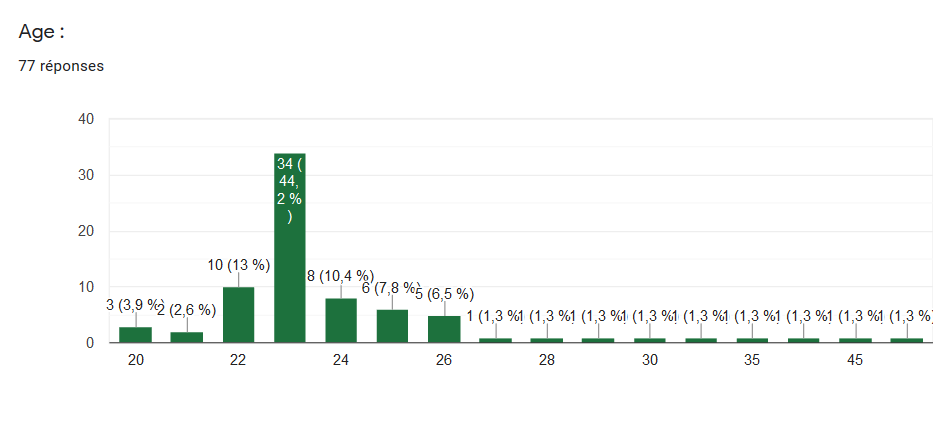 Age :
77 réponses
40
30
20
10
0
3 (3,9 %)
2 (2,6 %)
10 (13 %)
34 (
44,
2 %
)
8 (10,4 %)
6 (7,8 %)
5 (6,5 %)
1 (1,3 %)
1 (1,3 %)
1 (1,3 %)
1 (1,3 %)
1 (1,3 %)
1 (1,3 %)
1 (1,3 %)
1 (1,3 %)
1 (1,3 %)
20
22
24
26
28
30
35
45